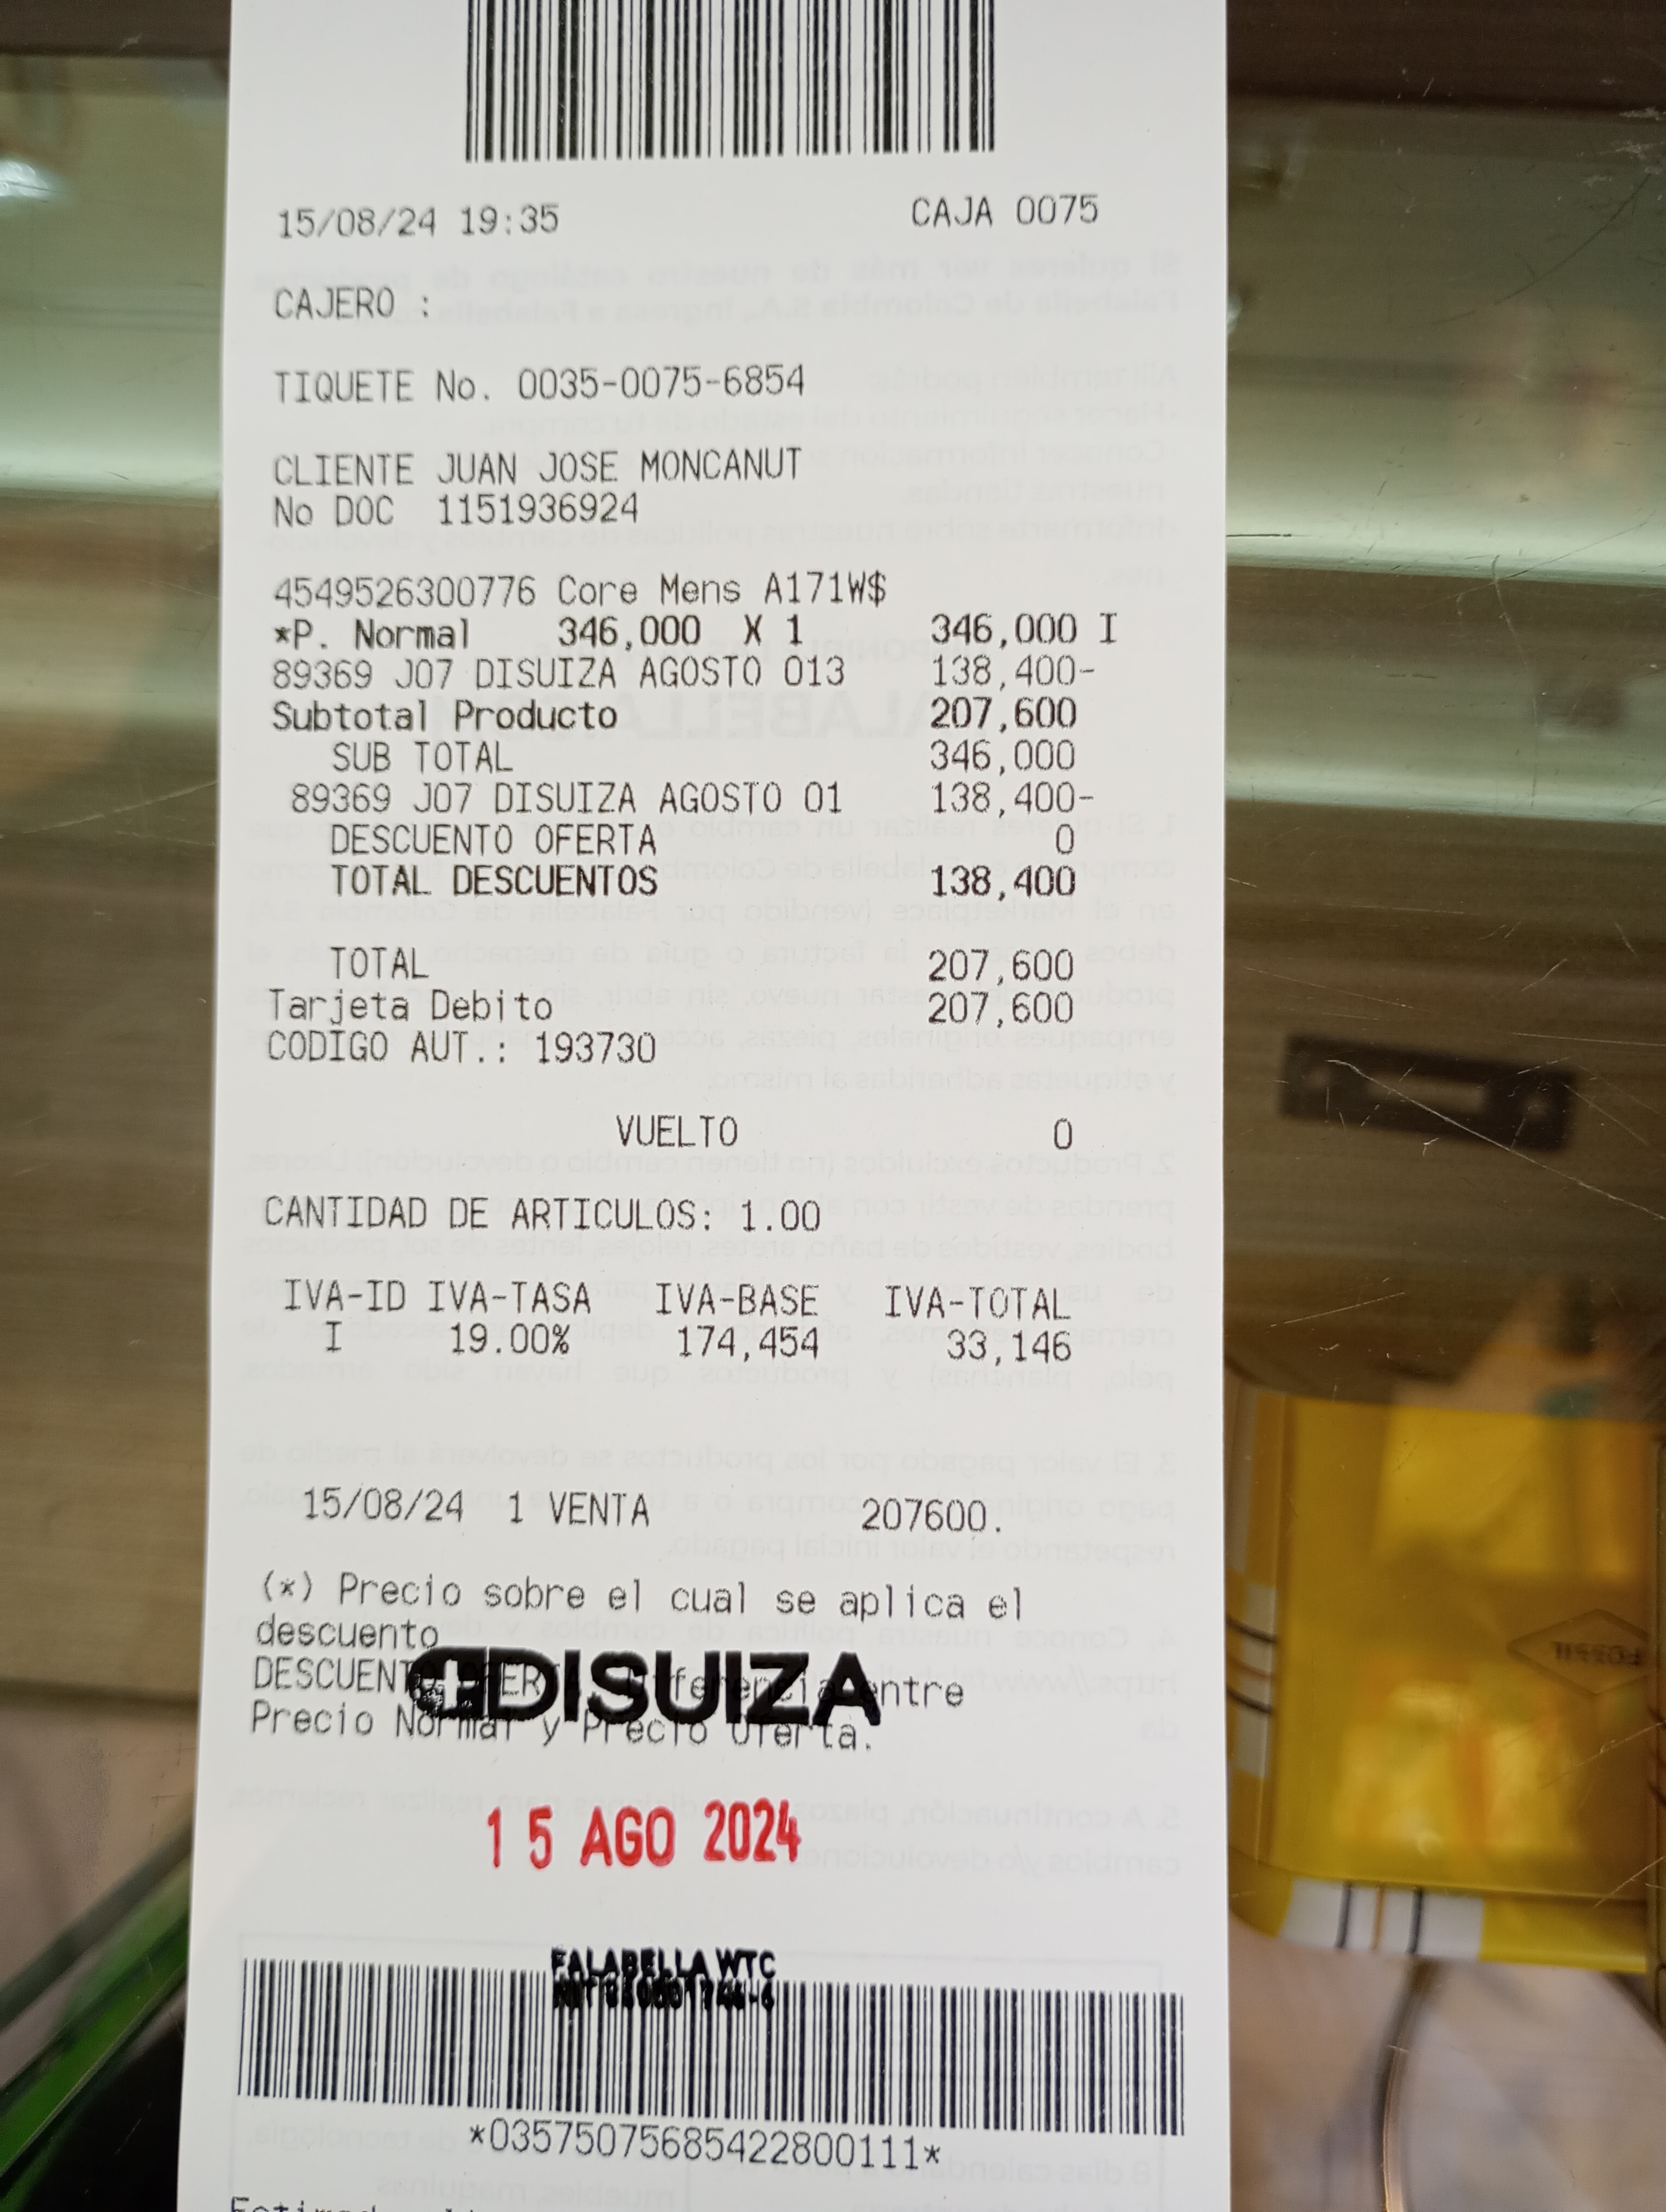 15/08/24 19:35 CAJA 0075
CAJERO :
TIQUETE No. 0035-0075-6854
CLIENTE JUAN JOSE MONCANUT
No DOC 1151936924
4549526300776 Core Mens A171W$
*P. Normal 346,000 X 1 346,000 I
89369 J07 DISUIZA AGOSTO 013 138,400-
Subtotal Producto 207,600
SUB TOTAL 346,000
89369 J07 DISUIZA AGOSTO 01 138,400-
DESCUENTO OFERTA 0
TOTAL DESCUENTOS 138,400
TOTAL 207,600
Tarjeta Debito 207,600
CODIGO AUT.: 193730
VUELTO 0
CANTIDAD DE ARTICULOS: 1.00
IVA-ID IVA-TASA IVA-BASE IVA-TOTAL
I 19.00% 174,454 33,146
15/08/24 1 VENTA 207600.
(*) Precio sobre el cual se aplica el
descuento
DISUIZA
DESCUENTO OFERTA Diferencia entre
Precio Normal y Precio Oferta.
15 AGO 2024
FALABELLA WTC
*03575075685422800111*
FOSSIL